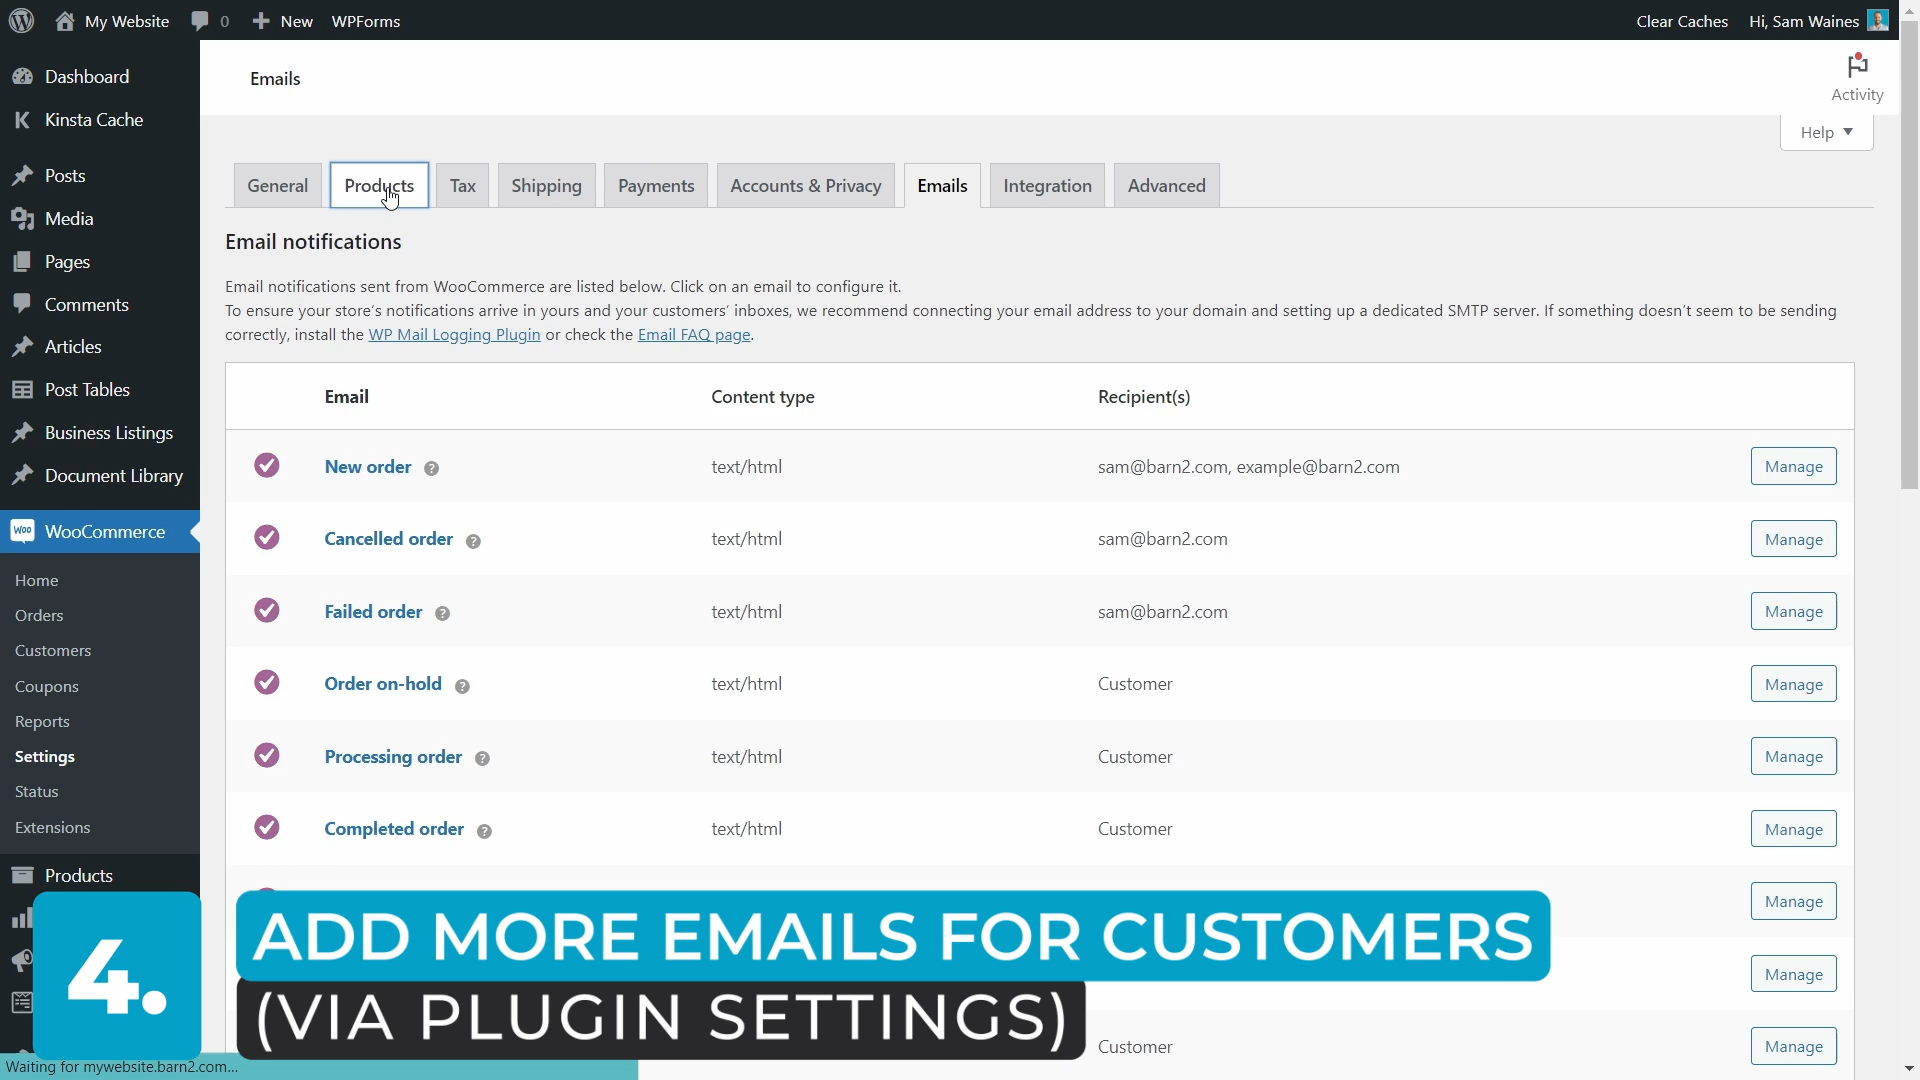 My Website 0 New WPForms Clear Caches Hi, Sam Waines
Dashboard
Kinsta Cache
Posts
Media
Pages
Comments
Articles
Post Tables
Business Listings
Document Library
Woo WooCommerce
Home
Orders
Customers
Coupons
Reports
Settings
Status
Extensions
Products
Emails
Activity
Help
General Products Tax Shipping Payments Accounts & Privacy Emails Integration Advanced
Email notifications
Email notifications sent from WooCommerce are listed below. Click on an email to configure it.
To ensure your store's notifications arrive in yours and your customers' inboxes, we recommend connecting your email address to your domain and setting up a dedicated SMTP server. If something doesn't seem to be sending
correctly, install the WP Mail Logging Plugin or check the Email FAQ page.
Email Content type Recipient(s)
New order ? text/html sam@barn2.com, example@barn2.com Manage
Cancelled order ? text/html sam@barn2.com Manage
Failed order ? text/html sam@barn2.com Manage
Order on-hold ? text/html Customer Manage
Processing order ? text/html Customer Manage
Completed order ? text/html Customer Manage
Manage
Manage
Customer Manage
4.
ADD MORE EMAILS FOR CUSTOMERS
(VIA PLUGIN SETTINGS)
Waiting for mywebsite.barn2.com...